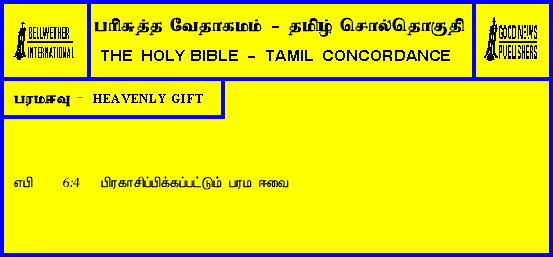 BELLWETHER
INTERNATIONAL
பரிசுத்த வேதாகமம் - தமிழ் சொல்தொகுதி
THE HOLY BIBLE - TAMIL CONCORDANCE
GOOD NEWS
PUBLISHERS
பரமஈவு - HEAVENLY GIFT
எபி 6:4 பிரகாசிப்பிக்கப்பட்டும் பரம ஈவை